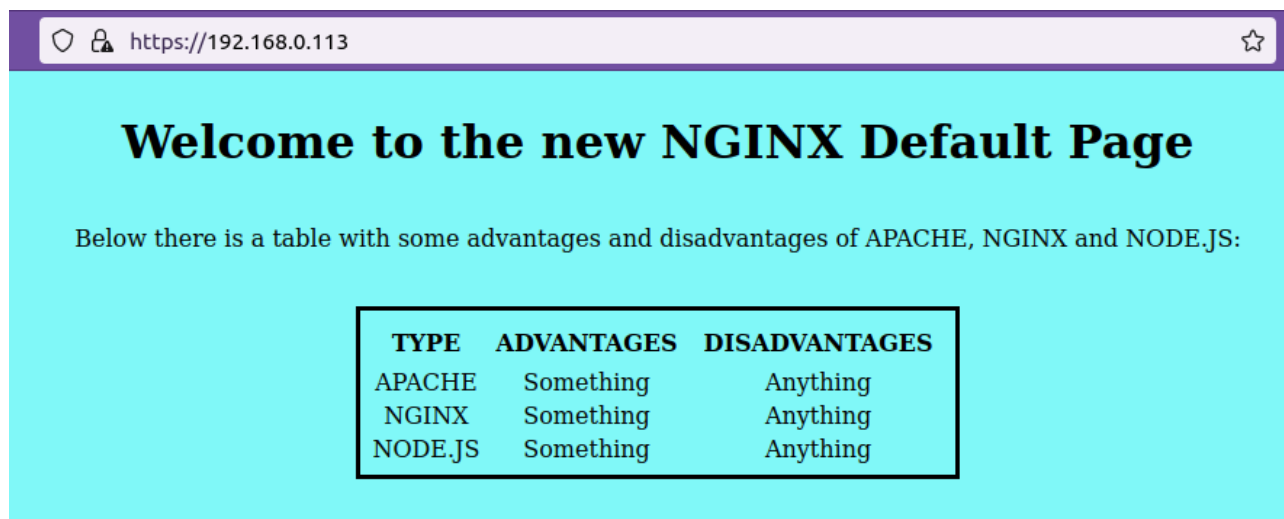 https://192.168.0.113
Welcome to the new NGINX Default Page
Below there is a table with some advantages and disadvantages of APACHE, NGINX and NODE.JS:
TYPE ADVANTAGES DISADVANTAGES
APACHE Something Anything
NGINX Something Anything
NODE.JS Something Anything